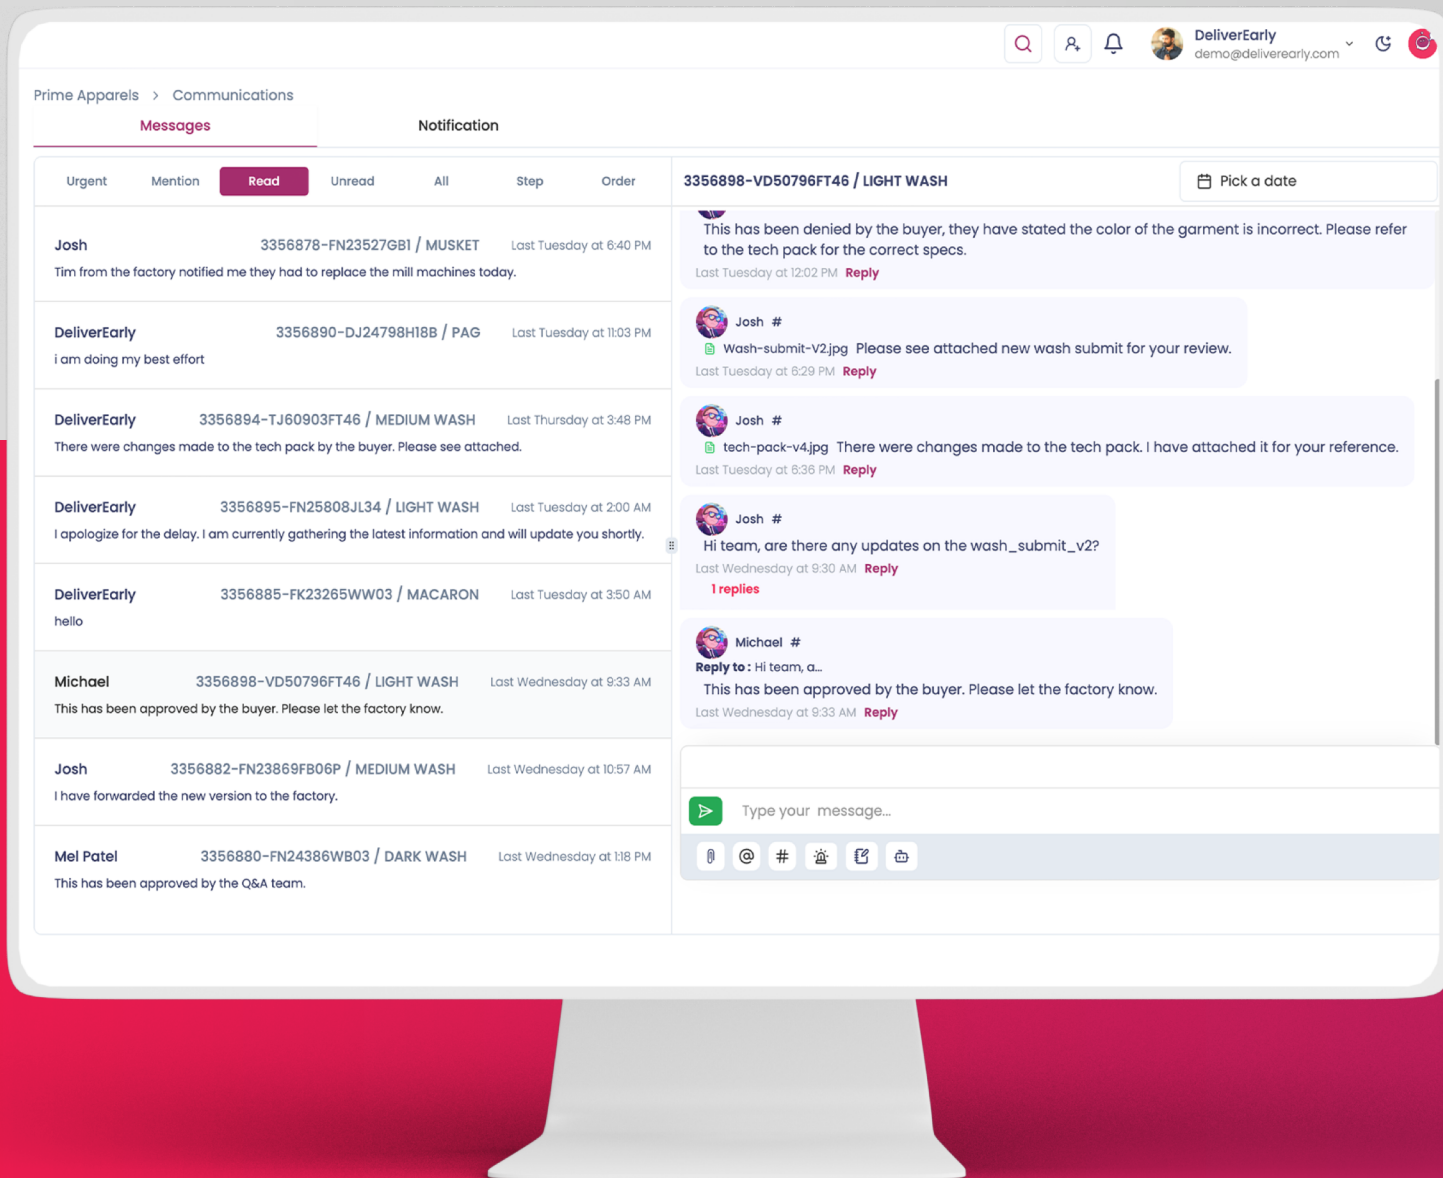 DeliverEarly
demo@deliverearly.com
Prime Apparels > Communications
Messages Notification
Urgent Mention Read Unread All Step Order
Josh 3356878-FN23527GB1 / MUSKET Last Tuesday at 6:40 PM
Tim from the factory notified me they had to replace the mill machines today.
DeliverEarly 3356890-DJ24798H18B / PAG Last Tuesday at 11:03 PM
i am doing my best effort
DeliverEarly 3356894-TJ60903FT46 / MEDIUM WASH Last Thursday at 3:48 PM
There were changes made to the tech pack by the buyer. Please see attached.
DeliverEarly 3356895-FN25808JL34 / LIGHT WASH Last Tuesday at 2:00 AM
I apologize for the delay. I am currently gathering the latest information and will update you shortly.
DeliverEarly 3356885-FK23265WW03 / MACARON Last Tuesday at 3:50 AM
hello
Michael 3356898-VD50796FT46 / LIGHT WASH Last Wednesday at 9:33 AM
This has been approved by the buyer. Please let the factory know.
Josh 3356882-FN23869FB06P / MEDIUM WASH Last Wednesday at 10:57 AM
I have forwarded the new version to the factory.
Mel Patel 3356880-FN24386WB03 / DARK WASH Last Wednesday at 1:18 PM
This has been approved by the Q&A team.
3356898-VD50796FT46 / LIGHT WASH Pick a date
This has been denied by the buyer, they have stated the color of the garment is incorrect. Please refer
to the tech pack for the correct specs.
Last Tuesday at 12:02 PM Reply
Josh #
Wash-submit-V2.jpg Please see attached new wash submit for your review.
Last Tuesday at 6:29 PM Reply
Josh #
tech-pack-v4.jpg There were changes made to the tech pack. I have attached it for your reference.
Last Tuesday at 6:36 PM Reply
Josh #
Hi team, are there any updates on the wash_submit_v2?
Last Wednesday at 9:30 AM Reply
1 replies
Michael #
Reply to : Hi team, a...
This has been approved by the buyer. Please let the factory know.
Last Wednesday at 9:33 AM Reply
Type your message...
@ #